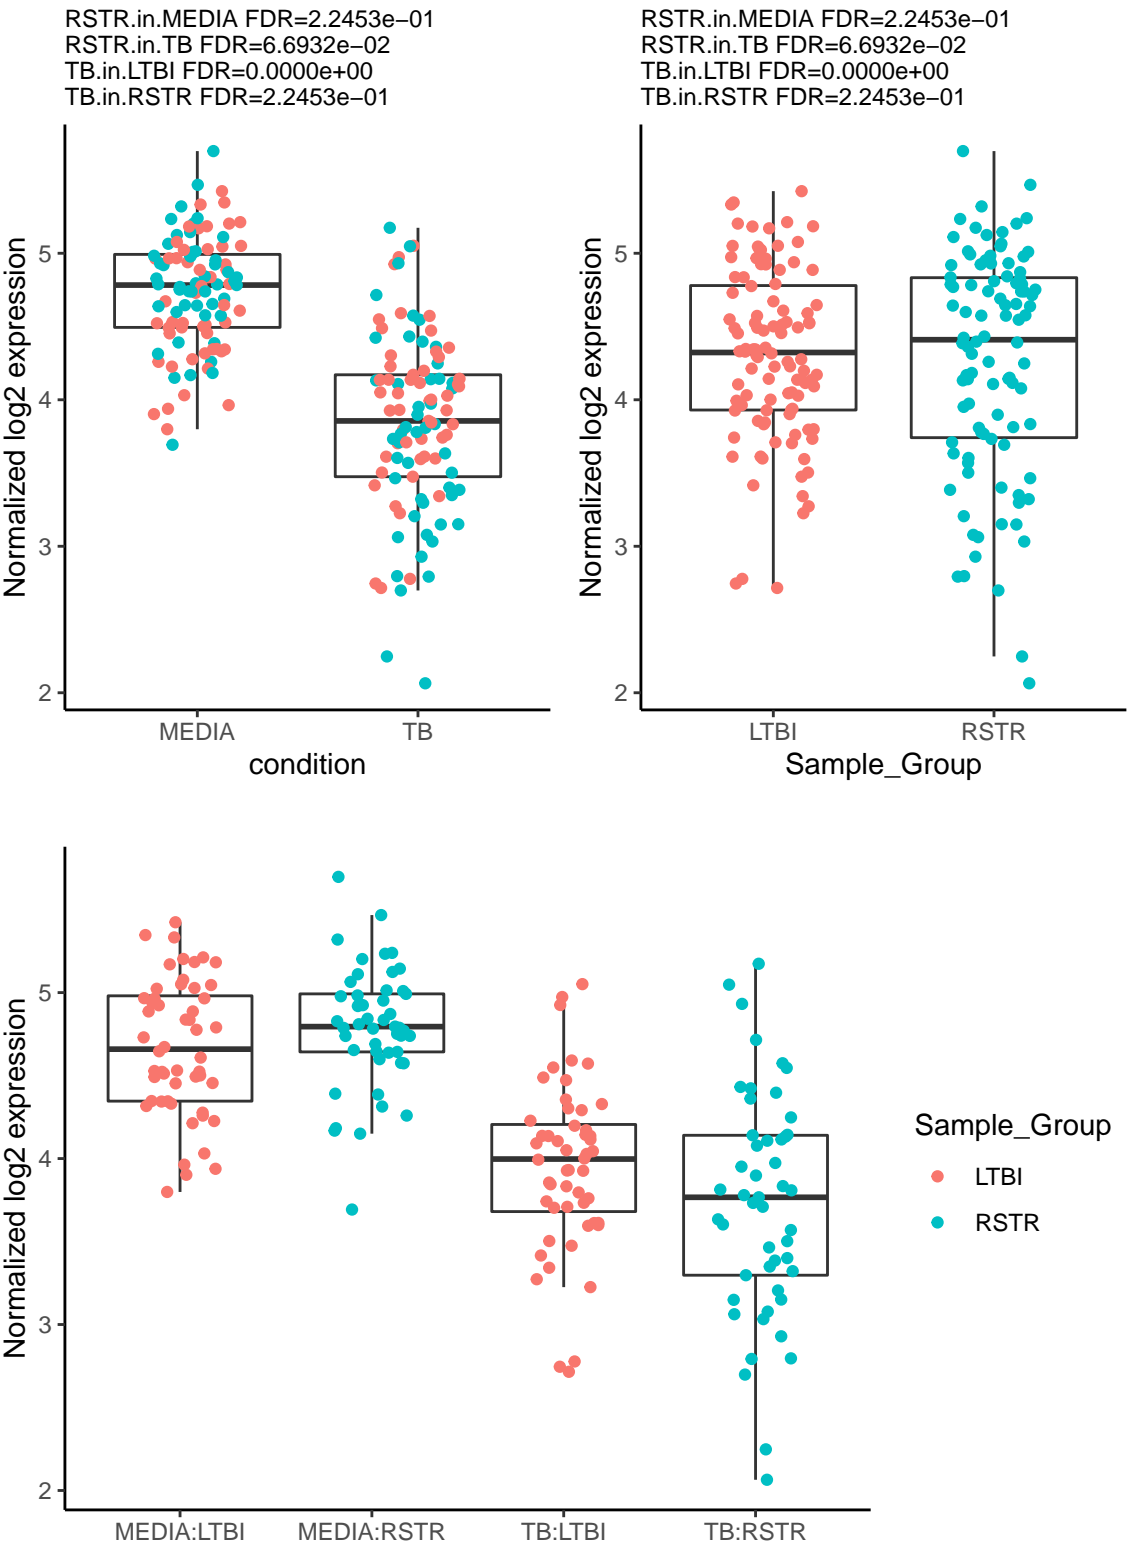 RSTR.in.MEDIA FDR=2.2453e−01
RSTR.in.TB FDR=6.6932e−02
TB.in.LTBI FDR=0.0000e+00
TB.in.RSTR FDR=2.2453e−01
Normalized log2 expression
5
4
3
2
MEDIA TB
condition
RSTR.in.MEDIA FDR=2.2453e−01
RSTR.in.TB FDR=6.6932e−02
TB.in.LTBI FDR=0.0000e+00
TB.in.RSTR FDR=2.2453e−01
Normalized log2 expression
5
4
3
2
LTBI RSTR
Sample_Group
Normalized log2 expression
5
4
3
2
MEDIA:LTBI MEDIA:RSTR TB:LTBI TB:RSTR
Sample_Group
LTBI
RSTR